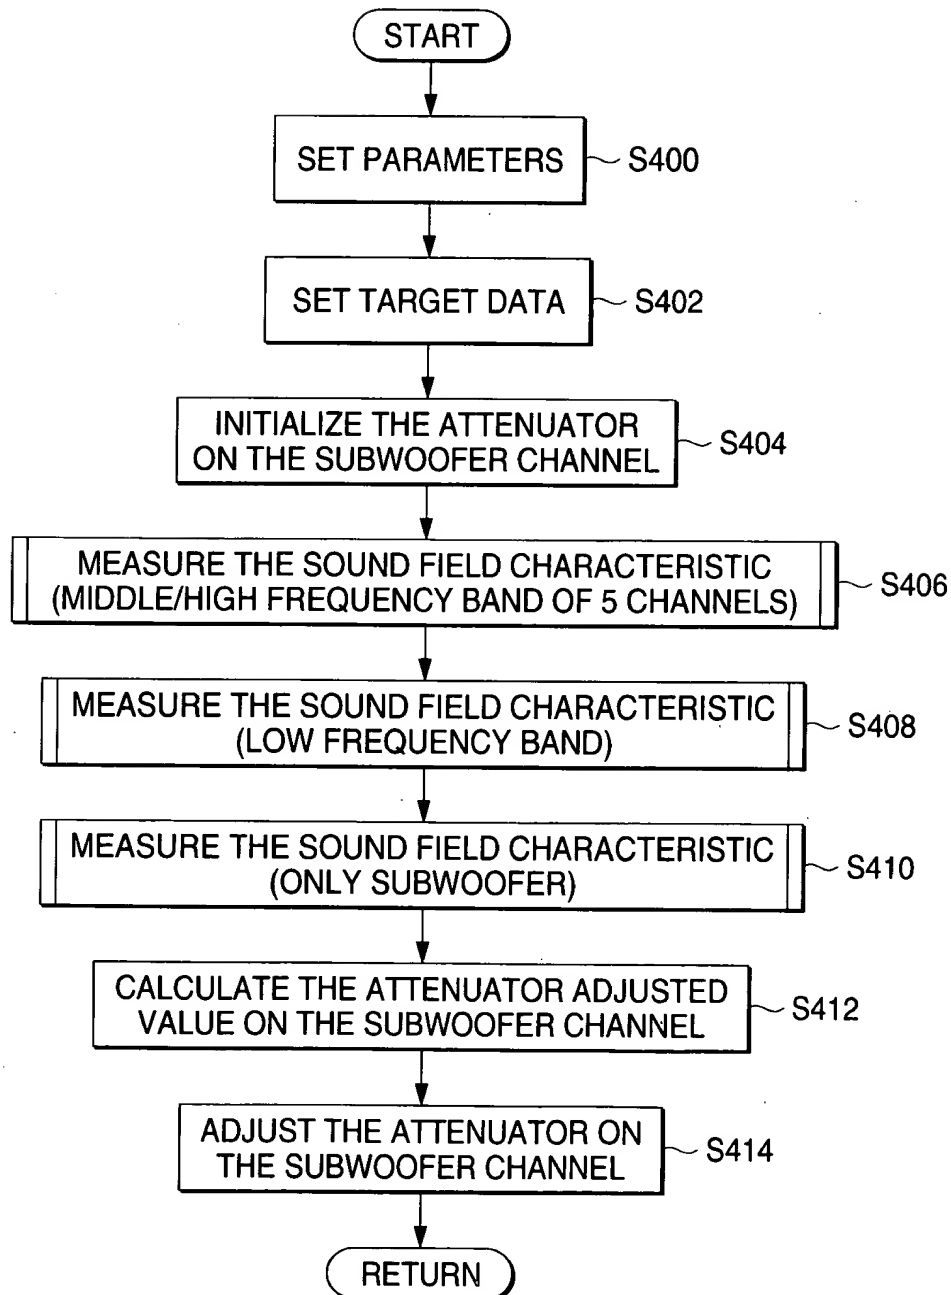 START
SET PARAMETERS
S400
SET TARGET DATA
S402
INITIALIZE THE ATTENUATOR
ON THE SUBWOOFER CHANNEL
S404
MEASURE THE SOUND FIELD CHARACTERISTIC
(MIDDLE/HIGH FREQUENCY BAND OF 5 CHANNELS)
S406
MEASURE THE SOUND FIELD CHARACTERISTIC
(LOW FREQUENCY BAND)
S408
MEASURE THE SOUND FIELD CHARACTERISTIC
(ONLY SUBWOOFER)
S410
CALCULATE THE ATTENUATOR ADJUSTED
VALUE ON THE SUBWOOFER CHANNEL
S412
ADJUST THE ATTENUATOR ON
THE SUBWOOFER CHANNEL
S414
RETURN